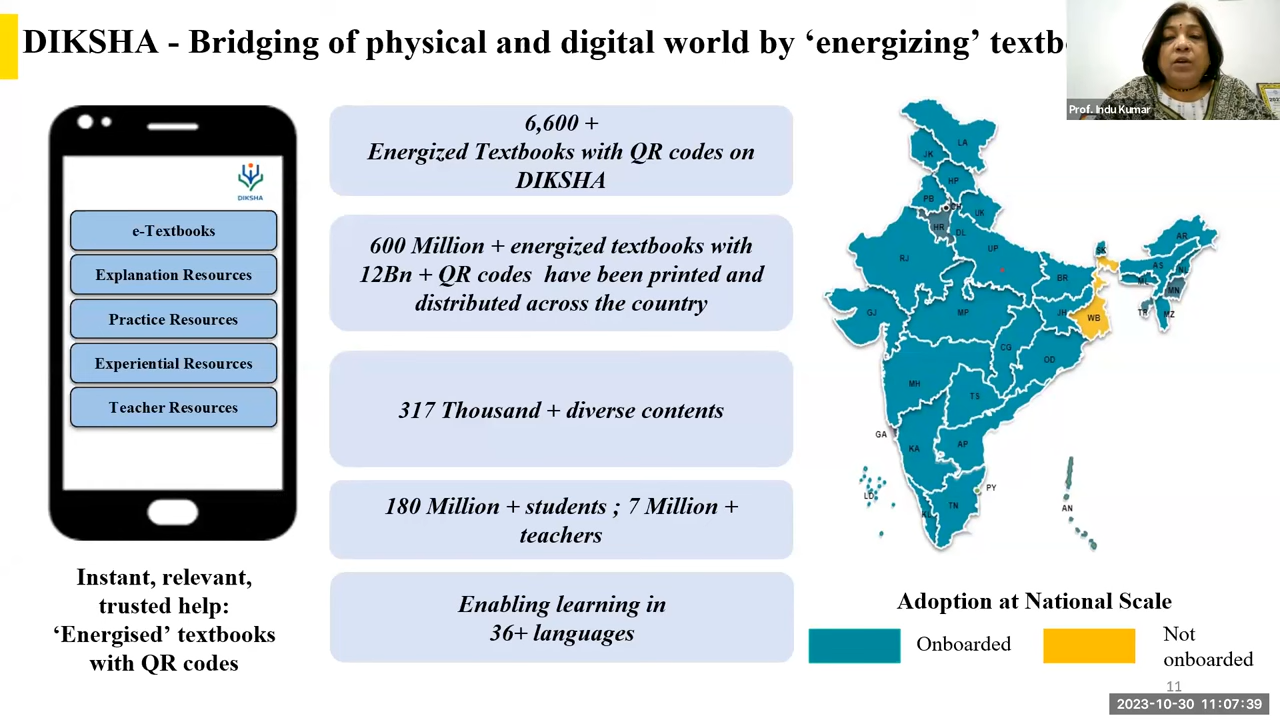 DIKSHA - Bridging of physical and digital world by ‘energizing’ textb
Prof. Indu Kumar
DIKSHA
e-Textbooks
Explanation Resources
Practice Resources
Experiential Resources
Teacher Resources
Instant, relevant,
trusted help:
‘Energised’ textbooks
with QR codes
6,600 +
Energized Textbooks with QR codes on
DIKSHA
600 Million + energized textbooks with
12Bn + QR codes have been printed and
distributed across the country
317 Thousand + diverse contents
180 Million + students ; 7 Million +
teachers
Enabling learning in
36+ languages
LA
JK
HP
PB
CH
UK
HR
DL
UP
RJ
SK
AR
AS
NL
BR
ML
MN
GJ
MP
JH
WB
TR
MZ
CG
OD
MH
TS
GA
KA
AP
LD
PY
TN
KL
AN
Adoption at National Scale
Onboarded
Not
onboarded
11
2023-10-30 11:07:39